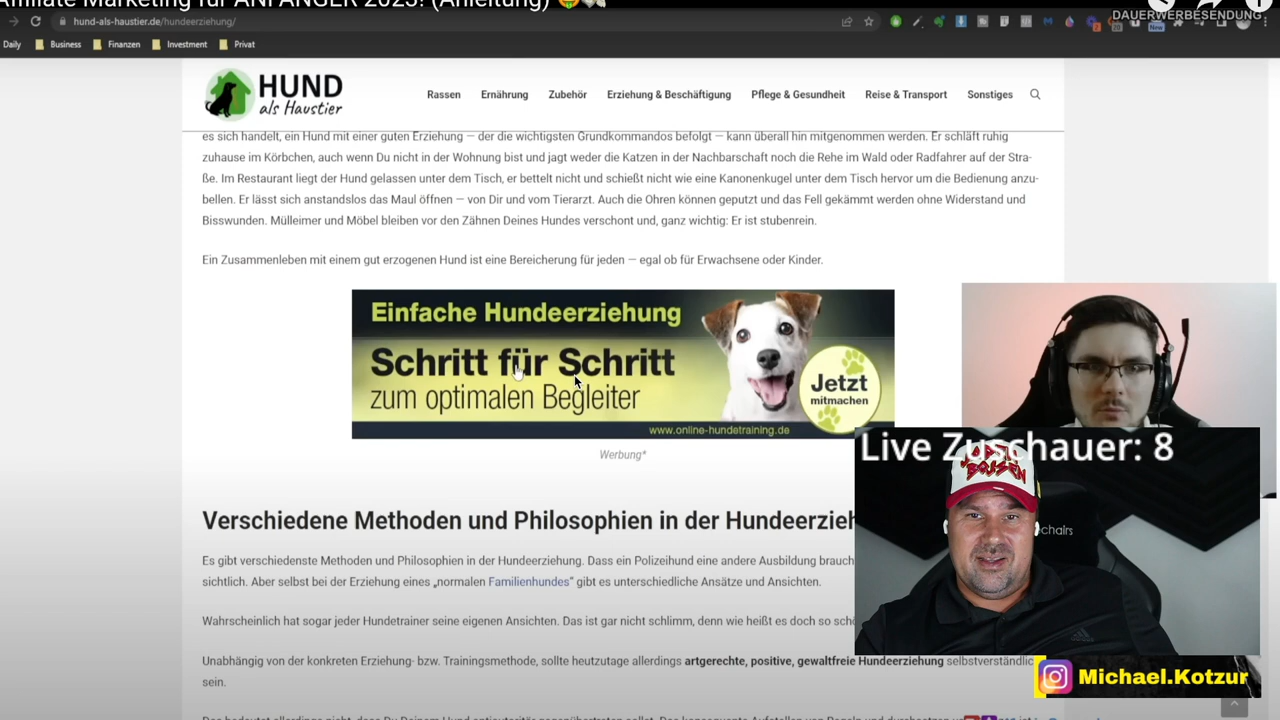 Affiliate Marketing für ANFÄNGER 2023! (Anleitung)
DAUERWERBESENDUNG
hund-als-haustier.de/hundeerziehung/
Daily Business Finanzen Investment Privat
HUND
als Haustier
Rassen Ernährung Zubehör Erziehung & Beschäftigung Pflege & Gesundheit Reise & Transport Sonstiges
es sich handelt, ein Hund mit einer guten Erziehung — der die wichtigsten Grundkommandos befolgt — kann überall hin mitgenommen werden. Er schläft ruhig
zuhause im Körbchen, auch wenn Du nicht in der Wohnung bist und jagt weder die Katzen in der Nachbarschaft noch die Rehe im Wald oder Radfahrer auf der Stra-
ße. Im Restaurant liegt der Hund gelassen unter dem Tisch, er bettelt nicht und schießt nicht wie eine Kanonenkugel unter dem Tisch hervor um die Bedienung anzu-
bellen. Er lässt sich anstandslos das Maul öffnen — von Dir und vom Tierarzt. Auch die Ohren können geputzt und das Fell gekämmt werden ohne Widerstand und
Bisswunden. Mülleimer und Möbel bleiben vor den Zähnen Deines Hundes verschont und, ganz wichtig: Er ist stubenrein.
Ein Zusammenleben mit einem gut erzogenen Hund ist eine Bereicherung für jeden — egal ob für Erwachsene oder Kinder.
Einfache Hundeerziehung
Schritt für Schritt
zum optimalen Begleiter
Jetzt
mitmachen
www.online-hundetraining.de
Werbung*
Live Zuschauer: 8
chairs
Verschiedene Methoden und Philosophien in der Hundeerzieh
Es gibt verschiedenste Methoden und Philosophien in der Hundeerziehung. Dass ein Polizeihund eine andere Ausbildung brauch
sichtlich. Aber selbst bei der Erziehung eines „normalen Familienhundes“ gibt es unterschiedliche Ansätze und Ansichten.
Wahrscheinlich hat sogar jeder Hundetrainer seine eigenen Ansichten. Das ist gar nicht schlimm, denn wie heißt es doch so schö
Unabhängig von der konkreten Erziehung- bzw. Trainingsmethode, sollte heutzutage allerdings artgerechte, positive, gewaltfreie Hundeerziehung selbstverständlic
sein.
Michael.Kotzur